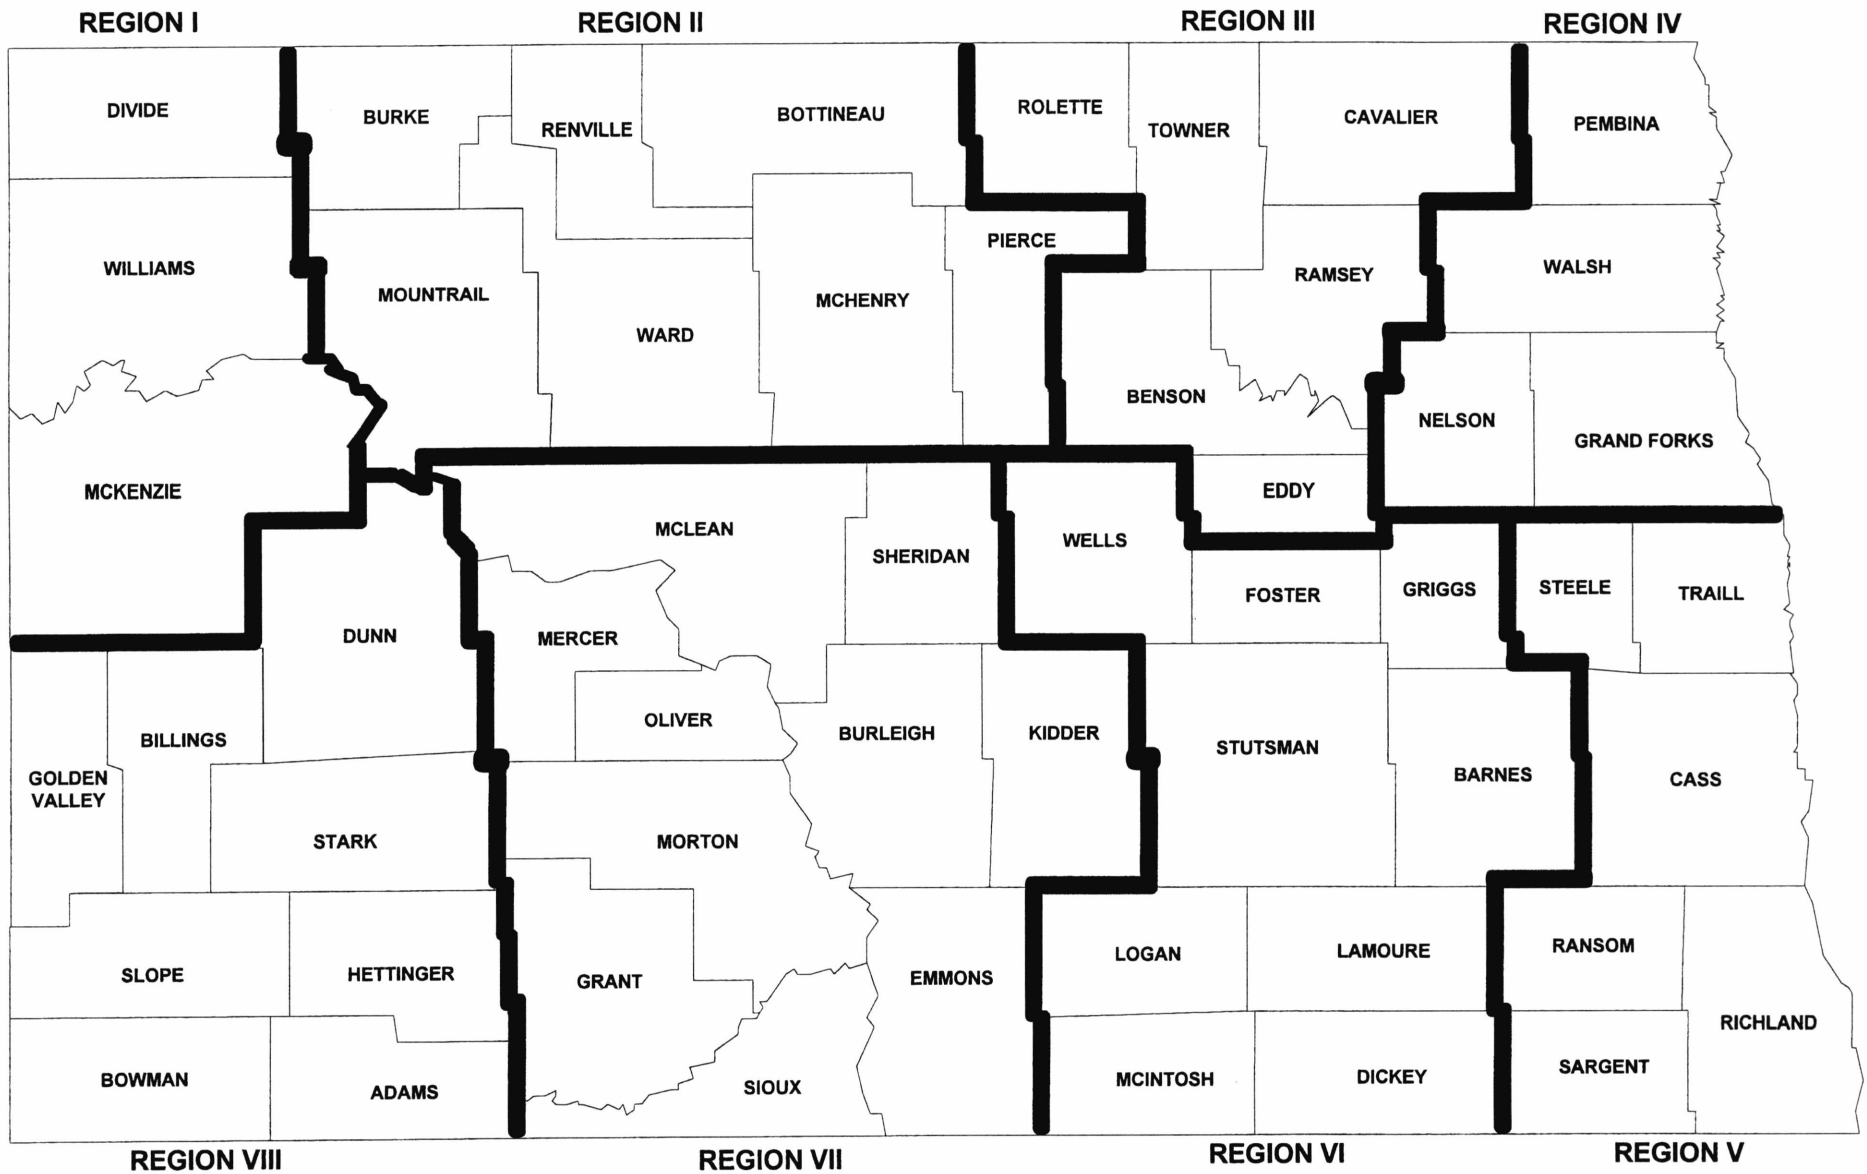 REGION I
REGION II
REGION III
REGION IV
DIVIDE
BURKE
RENVILLE
BOTTINEAU
ROLETTE
TOWNER
CAVALIER
PEMBINA
WILLIAMS
MOUNTRAIL
WARD
MCHENRY
PIERCE
RAMSEY
WALSH
BENSON
NELSON
GRAND FORKS
MCKENZIE
EDDY
MCLEAN
SHERIDAN
WELLS
FOSTER
GRIGGS
STEELE
TRAILL
DUNN
MERCER
OLIVER
BURLEIGH
KIDDER
STUTSMAN
BARNES
CASS
BILLINGS
GOLDEN
VALLEY
STARK
MORTON
SLOPE
HETTINGER
GRANT
EMMONS
LOGAN
LAMOURE
RANSOM
RICHLAND
BOWMAN
ADAMS
SIOUX
MCINTOSH
DICKEY
SARGENT
REGION VIII
REGION VII
REGION VI
REGION V